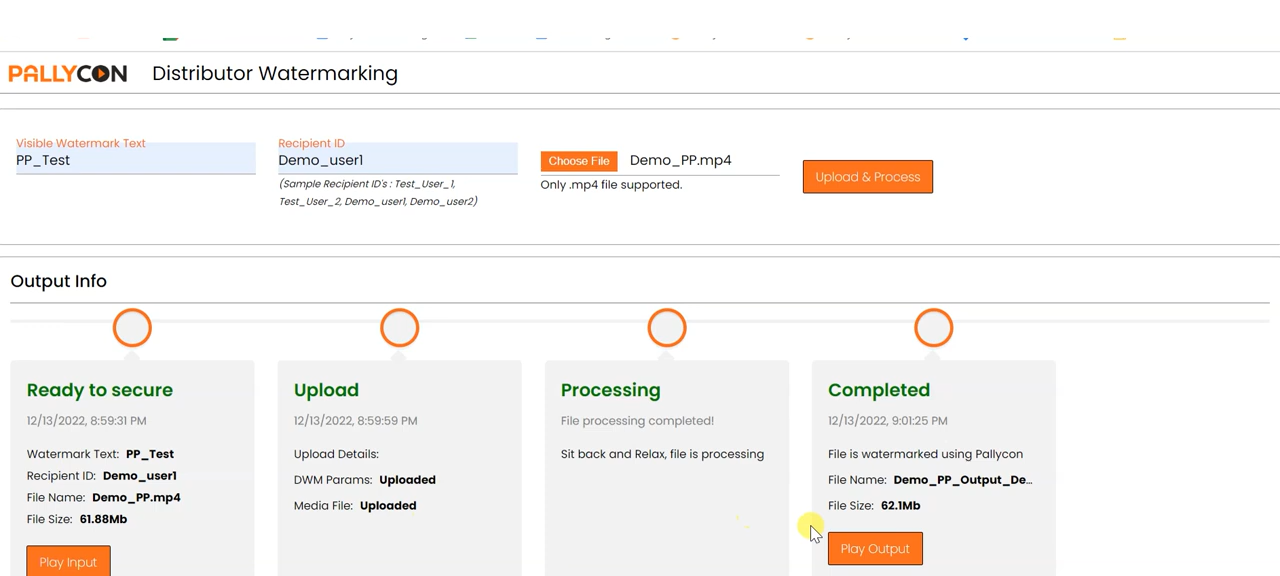 PALLYCON Distributor Watermarking
Visible Watermark Text
PP_Test
Recipient ID
Demo_user1
(Sample Recipient ID's : Test_User_1,
Test_User_2, Demo_user1, Demo_user2)
Choose File Demo_PP.mp4
Only .mp4 file supported.
Upload & Process
Output Info
Ready to secure
12/13/2022, 8:59:31 PM
Watermark Text: PP_Test
Recipient ID: Demo_user1
File Name: Demo_PP.mp4
File Size: 61.88Mb
Play Input
Upload
12/13/2022, 8:59:59 PM
Upload Details:
DWM Params: Uploaded
Media File: Uploaded
Processing
File processing completed!
Sit back and Relax, file is processing
Completed
12/13/2022, 9:01:25 PM
File is watermarked using Pallycon
File Name: Demo_PP_Output_De...
File Size: 62.1Mb
Play Output